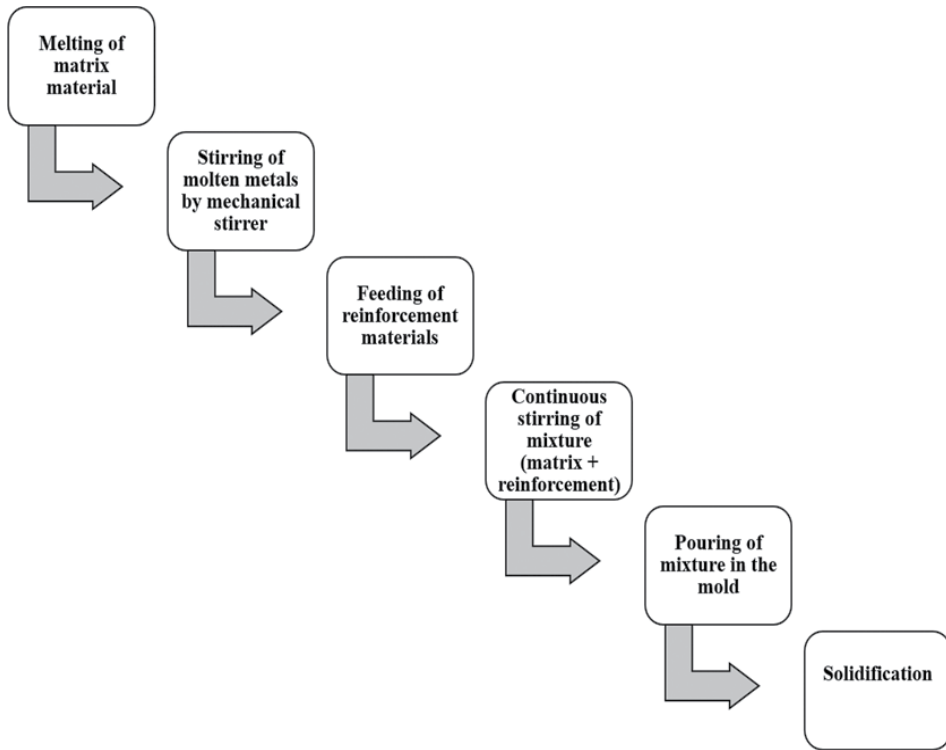 Melting of
matrix
material
Stirring of
molten metals
by mechanical
stirrer
Feeding of
reinforcement
materials
Continuous
stirring of
mixture
(matrix +
reinforcement)
Pouring of
mixture in the
mold
Solidification